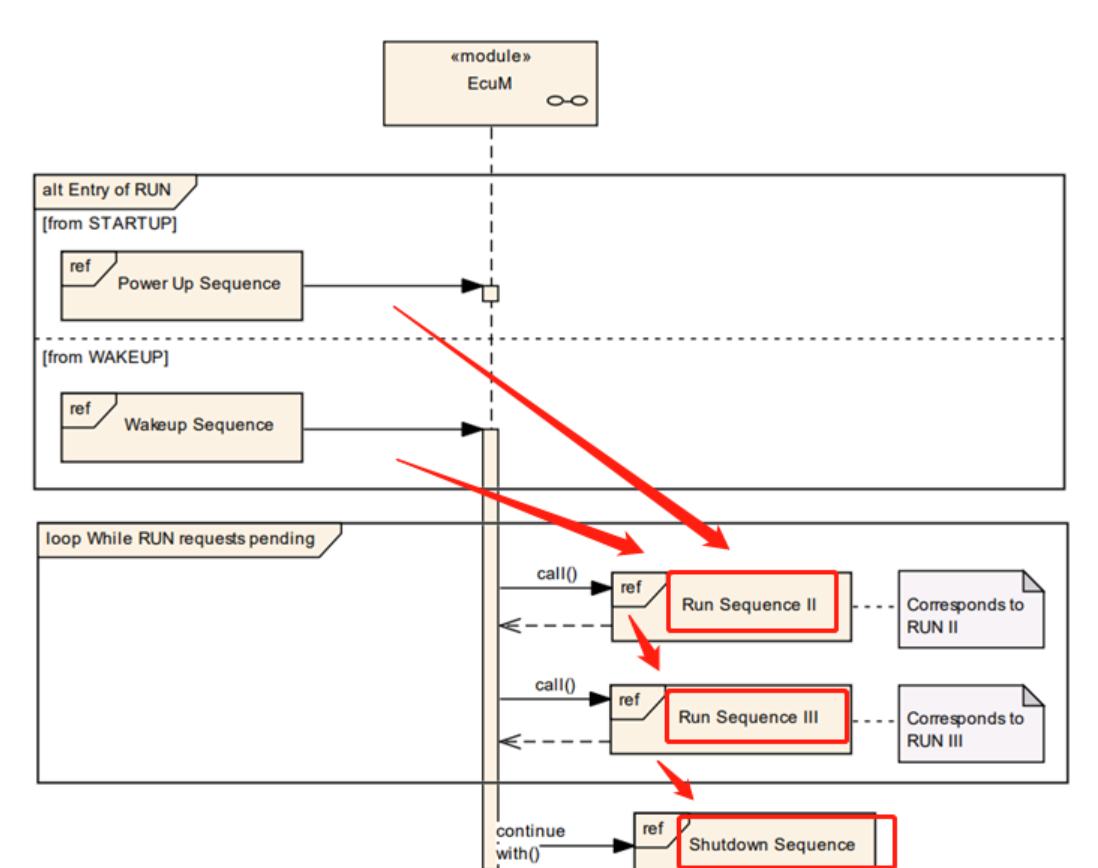 «module»
EcuM
alt Entry of RUN
[from STARTUP]
ref
Power Up Sequence
[from WAKEUP]
ref
Wakeup Sequence
loop While RUN requests pending
call()
ref
Run Sequence II
Corresponds to
RUN II
call()
ref
Run Sequence III
Corresponds to
RUN III
continue
with()
ref
Shutdown Sequence